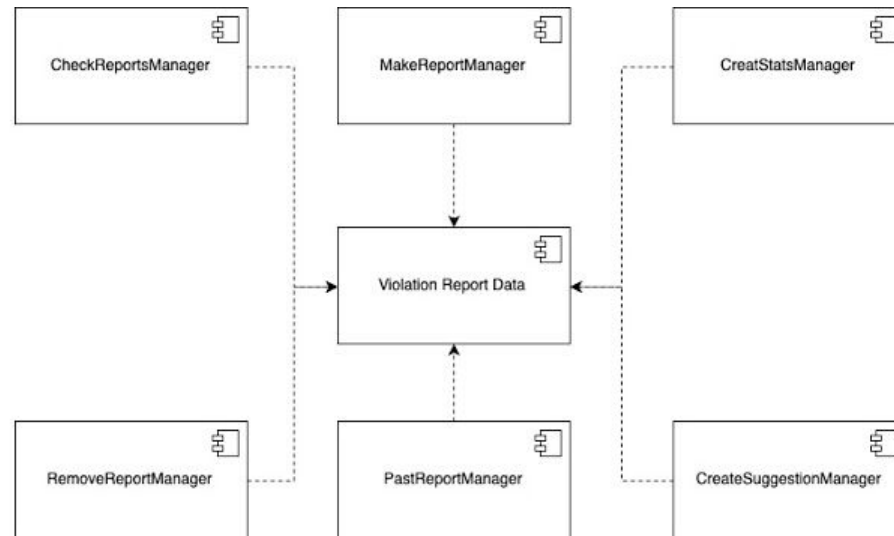 CheckReportsManager
MakeReportManager
CreatStatsManager
Violation Report Data
RemoveReportManager
PastReportManager
CreateSuggestionManager